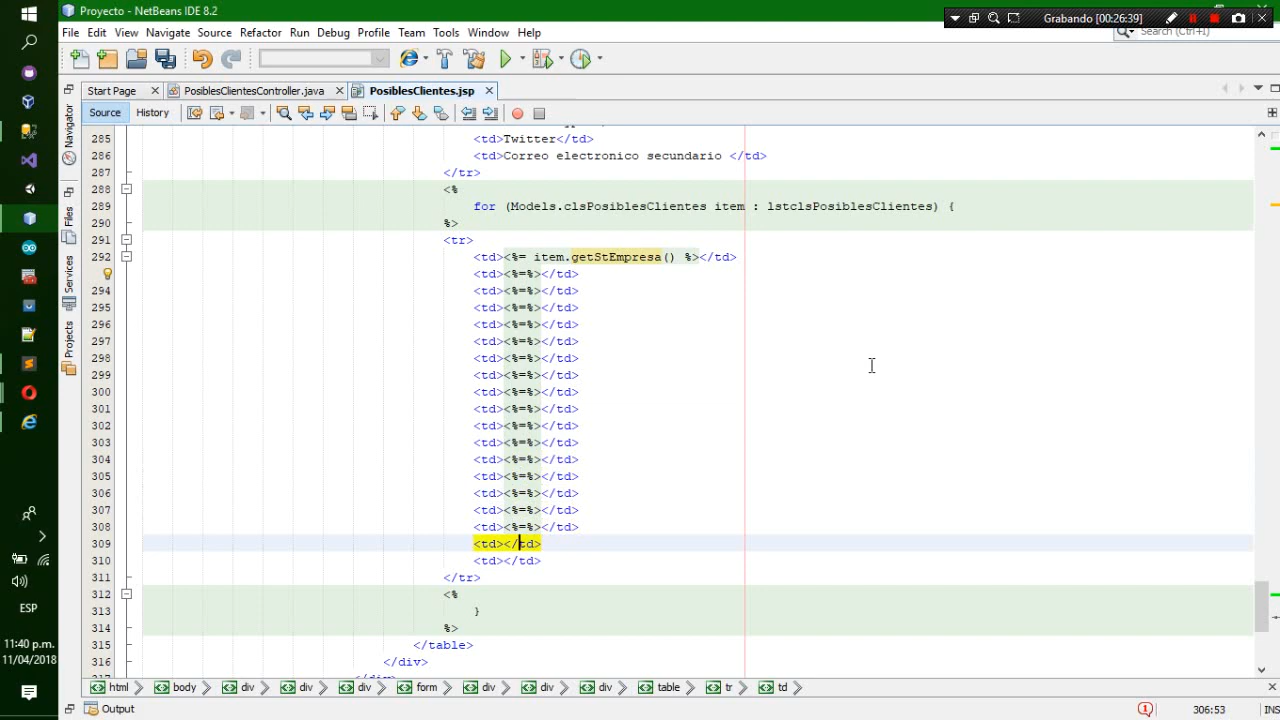 Proyecto - NetBeans IDE 8.2
Grabando [00:26:39]
File Edit View Navigate Source Refactor Run Debug Profile Team Tools Window Help
Search (Ctrl+I)
Start Page PosiblesClientesController.java PosiblesClientes.jsp
Source History
Navigator
Files
Services
Projects
285 <td>Twitter</td>
286 <td>Correo electronico secundario </td>
287 </tr>
288 <%
289 for (Models.clsPosiblesClientes item : lstclsPosiblesClientes) {
290 %>
291 <tr>
292 <td><%= item.getStEmpresa() %></td>
<td><%=%></td>
294 <td><%=%></td>
295 <td><%=%></td>
296 <td><%=%></td>
297 <td><%=%></td>
298 <td><%=%></td>
299 <td><%=%></td>
300 <td><%=%></td>
301 <td><%=%></td>
302 <td><%=%></td>
303 <td><%=%></td>
304 <td><%=%></td>
305 <td><%=%></td>
306 <td><%=%></td>
307 <td><%=%></td>
308 <td><%=%></td>
309 <td></td>
310 <td></td>
311 </tr>
312 <%
313 }
314 %>
315 </table>
316 </div>
html body div div div form div div div table tr td
Output
306:53 INS
ESP
11:40 p.m.
11/04/2018